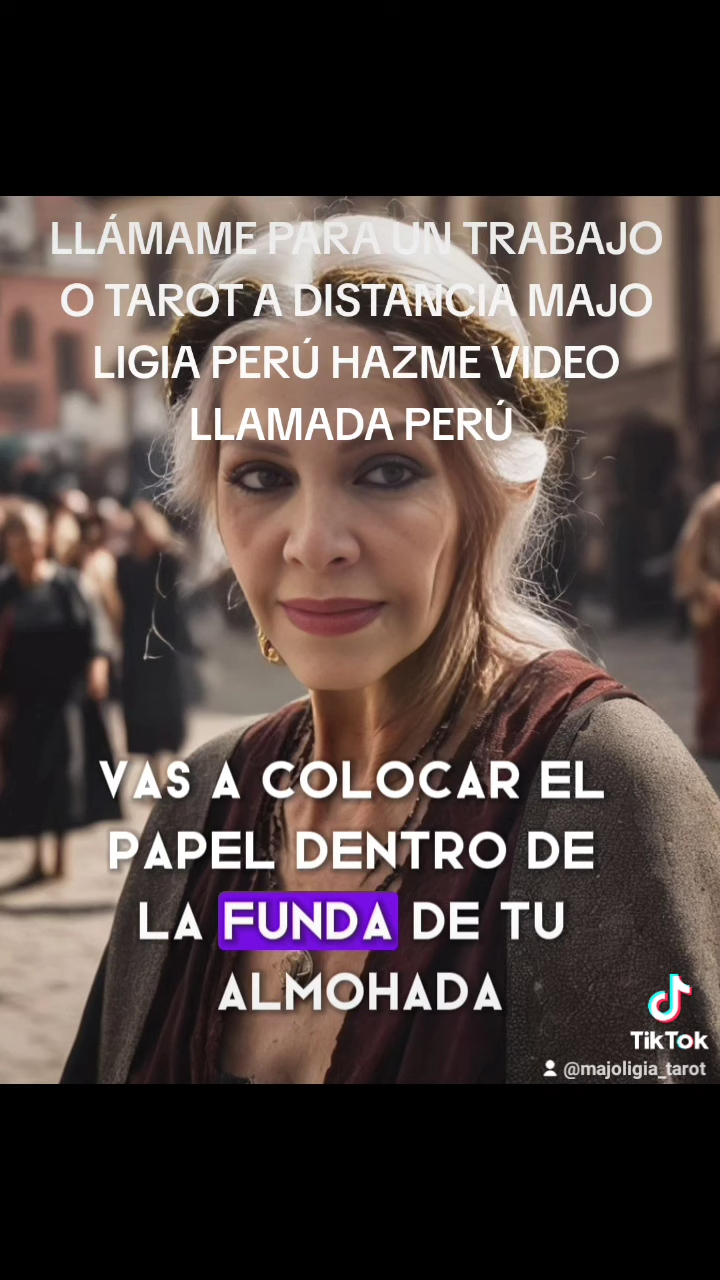 LLÁMAME PARA UN TRABAJO
O TAROT A DISTANCIA MAJO
LIGIA PERÚ HAZME VIDEO
LLAMADA PERÚ
VAS A COLOCAR EL
PAPEL DENTRO DE
LA FUNDA DE TU
ALMOHADA
TikTok
@majoligia_tarot